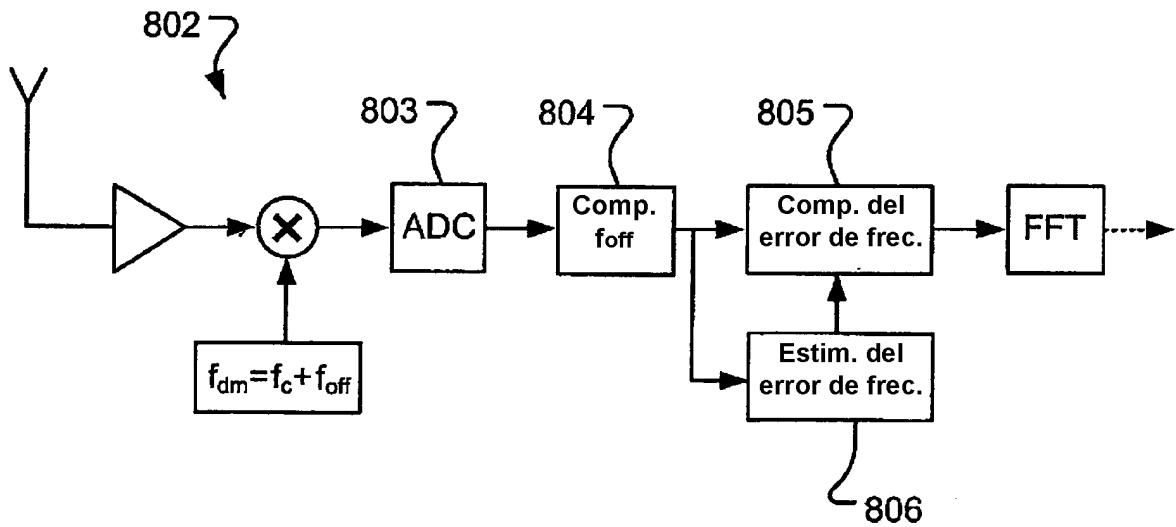 802
803
804
805
ADC
Comp.
foff
Comp. del
error de frec.
FFT
fdm=fc+foff
Estim. del
error de frec.
806